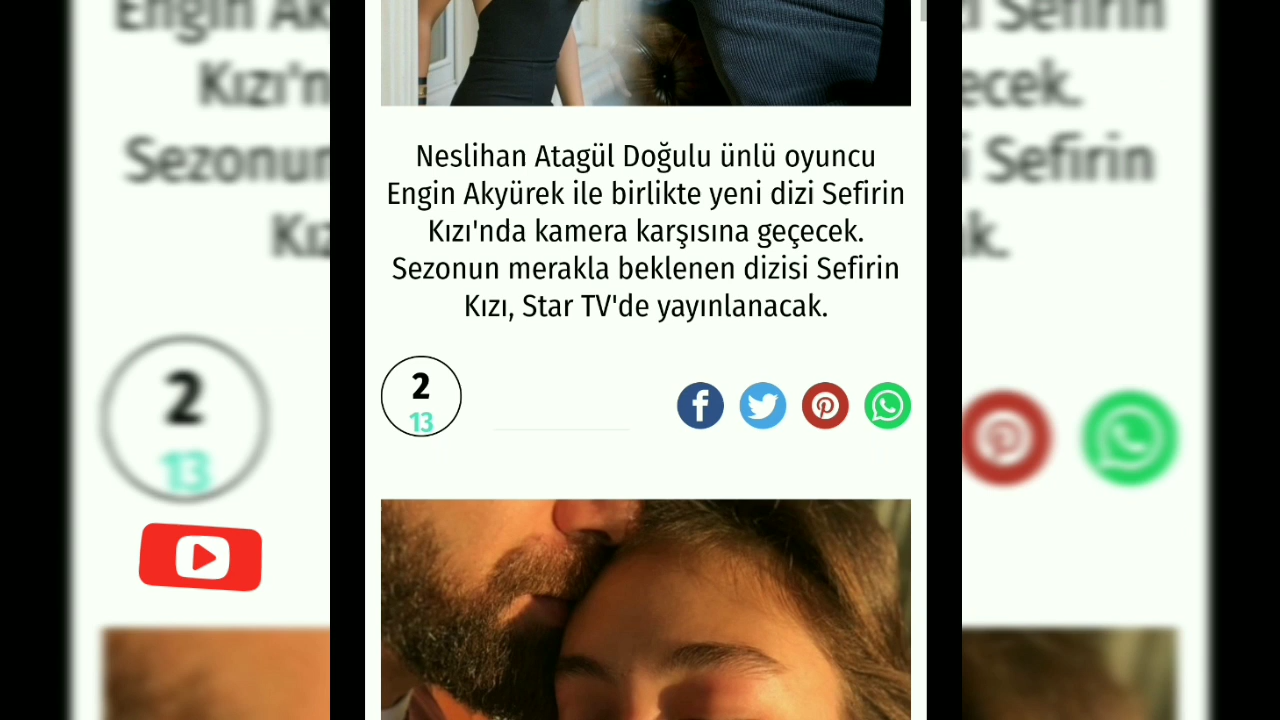 Neslihan Atagül Doğulu ünlü oyuncu
Engin Akyürek ile birlikte yeni dizi Sefirin
Kızı'nda kamera karşısına geçecek.
Sezonun merakla beklenen dizisi Sefirin
Kızı, Star TV'de yayınlanacak.
2
13